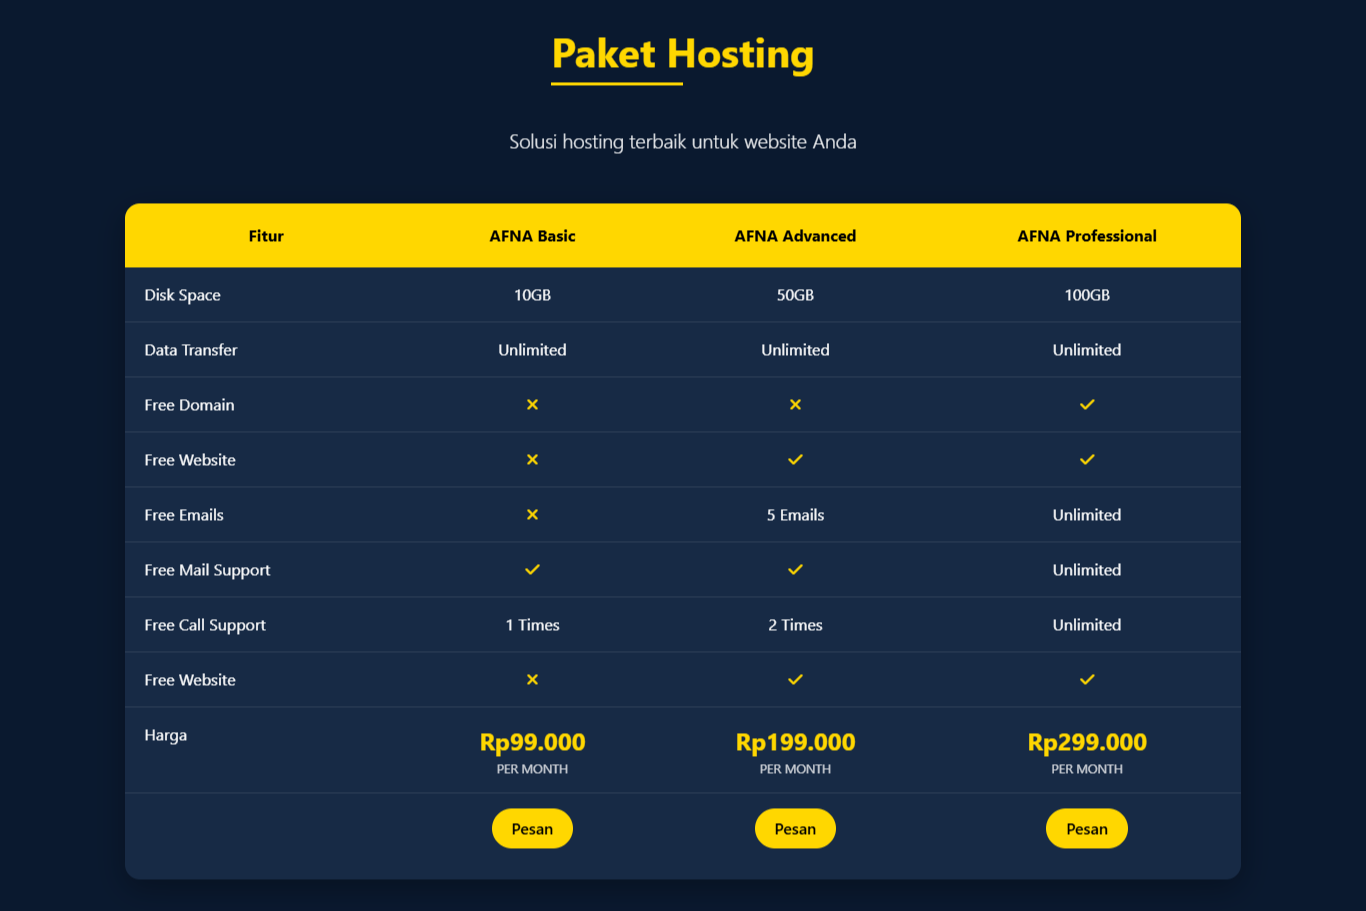 Paket Hosting
Solusi hosting terbaik untuk website Anda
Fitur AFNA Basic AFNA Advanced AFNA Professional
Disk Space 10GB 50GB 100GB
Data Transfer Unlimited Unlimited Unlimited
Free Domain ✕ ✕ ✓
Free Website ✕ ✓ ✓
Free Emails ✕ 5 Emails Unlimited
Free Mail Support ✓ ✓ Unlimited
Free Call Support 1 Times 2 Times Unlimited
Free Website ✕ ✓ ✓
Harga Rp99.000 Rp199.000 Rp299.000
PER MONTH PER MONTH PER MONTH
Pesan Pesan Pesan